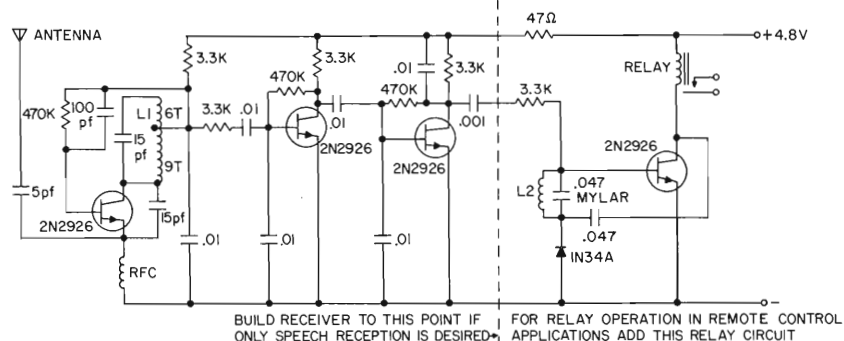 ANTENNA
47Ω
+4.8V
3.3K
3.3K
.01
3.3K
RELAY
470K
470K
470K
100
pf
L1
6T
3.3K
.01
3.3K
15
pf
.01
.001
2N2926
2N2926
2N2926
9T
5pf
15pf
L2
.047
MYLAR
2N2926
.01
.01
.01
.047
1N34A
RFC
–
BUILD RECEIVER TO THIS POINT IF
ONLY SPEECH RECEPTION IS DESIRED
FOR RELAY OPERATION IN REMOTE CONTROL
APPLICATIONS ADD THIS RELAY CIRCUIT